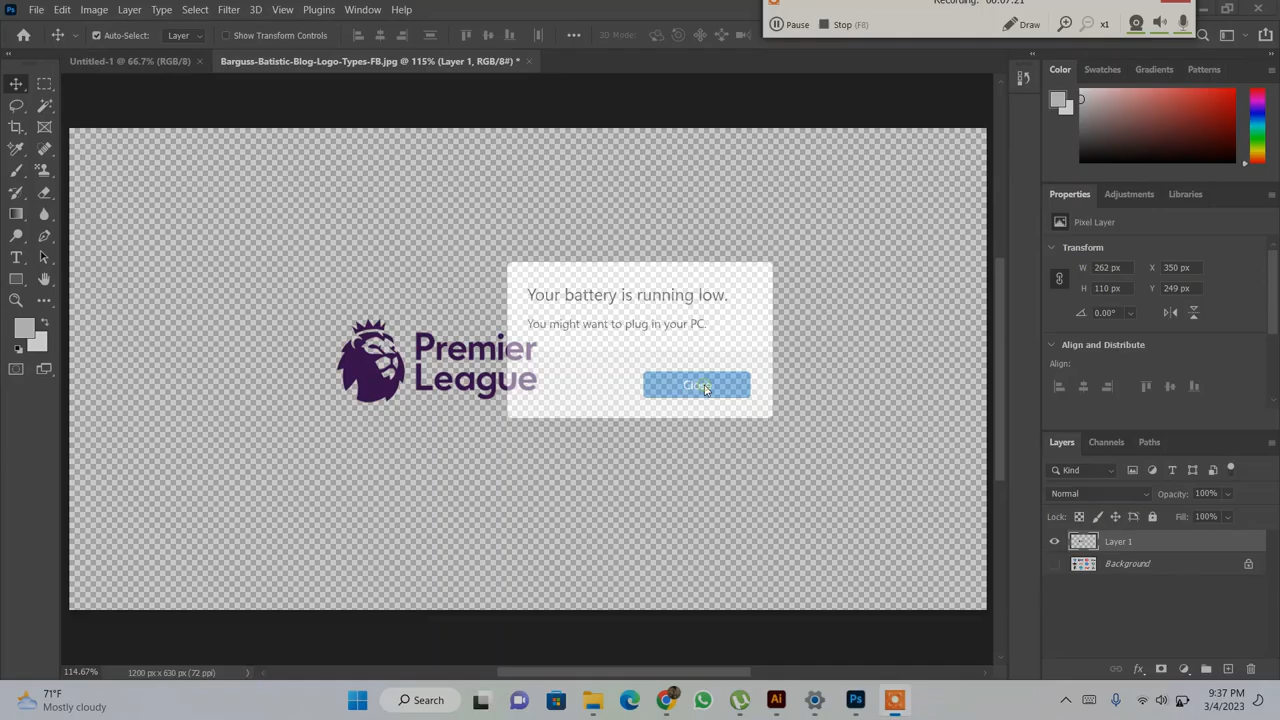 Recording: 00:07:21
File Edit Image Layer Type Select Filter 3D View Plugins Window Help
Pause Stop (F8) Draw x1
Auto-Select: Layer Show Transform Controls 3D Mode:
Untitled-1 @ 66.7% (RGB/8) Barguss-Batistic-Blog-Logo-Types-FB.jpg @ 115% (Layer 1, RGB/8#) *
Color Swatches Gradients Patterns
Properties Adjustments Libraries
Pixel Layer
Transform
W 262 px X 350 px
H 110 px Y 249 px
0.00°
Align and Distribute
Align:
Your battery is running low.
You might want to plug in your PC.
Close
Premier
League
Layers Channels Paths
Kind
Normal Opacity: 100%
Lock: Fill: 100%
Layer 1
Background
fx
114.67% 1200 px x 630 px (72 ppi)
71°F
Mostly cloudy
Search
Ai Ps
9:37 PM
3/4/2023